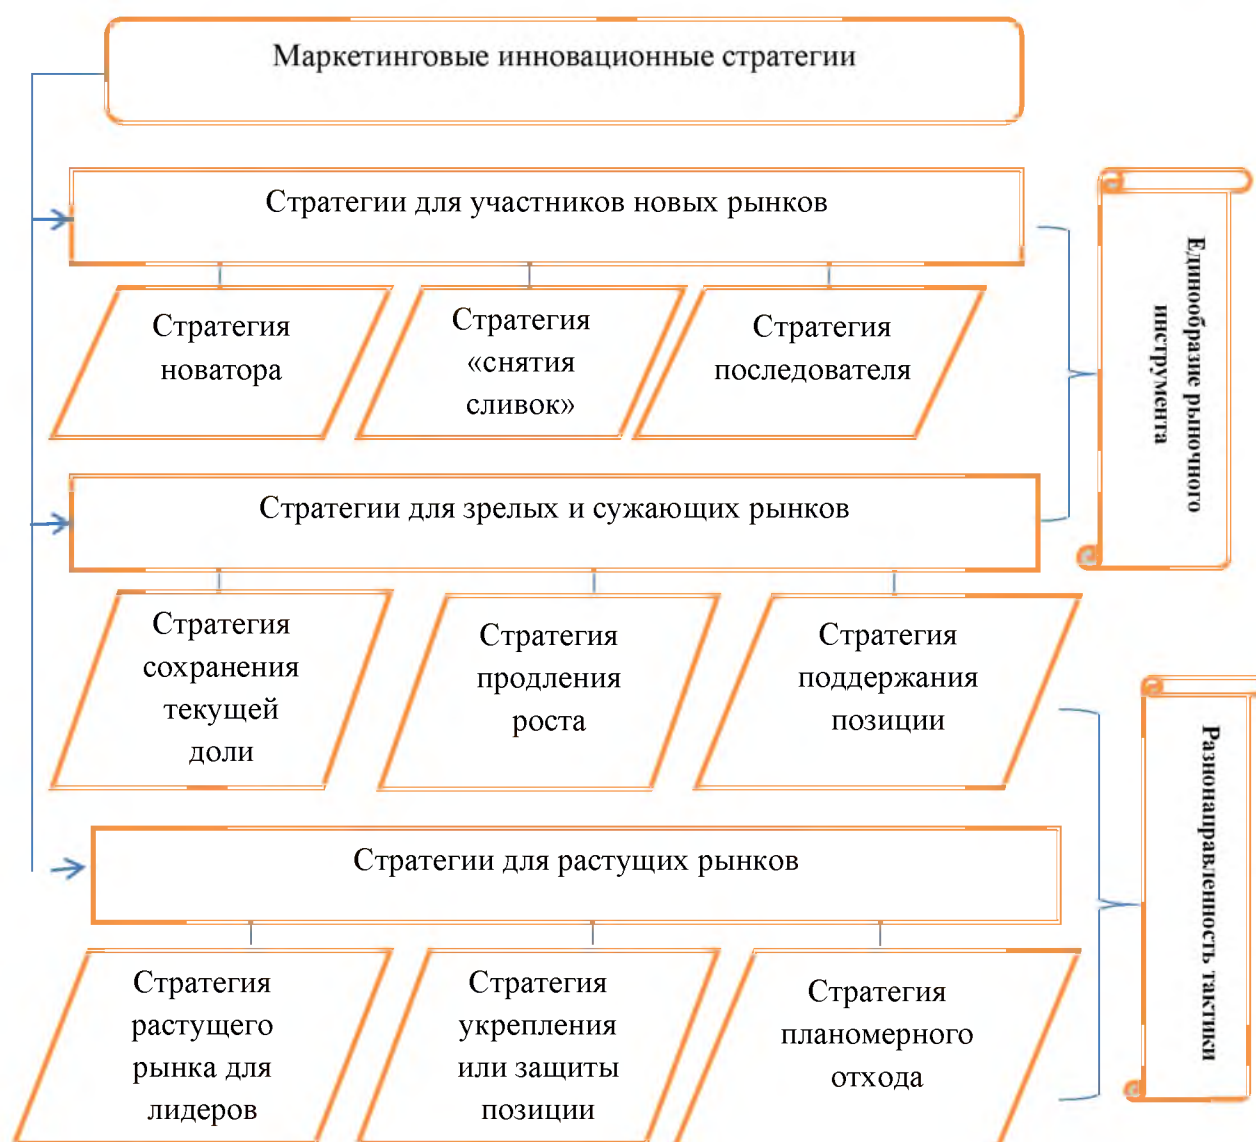 Маркетинговые инновационные стратегии
Стратегии для участников новых рынков
Стратегия
новатора
Стратегия
«снятия
сливок»
Стратегия
последователя
Единообразие рыночного
инструмента
Стратегии для зрелых и сужающих рынков
Стратегия
сохранения
текущей
доли
Стратегия
продления
роста
Стратегия
поддержания
позиции
Разнонаправленность тактики
Стратегии для растущих рынков
Стратегия
растущего
рынка для
лидеров
Стратегия
укрепления
или защиты
позиции
Стратегия
планомерного
отхода